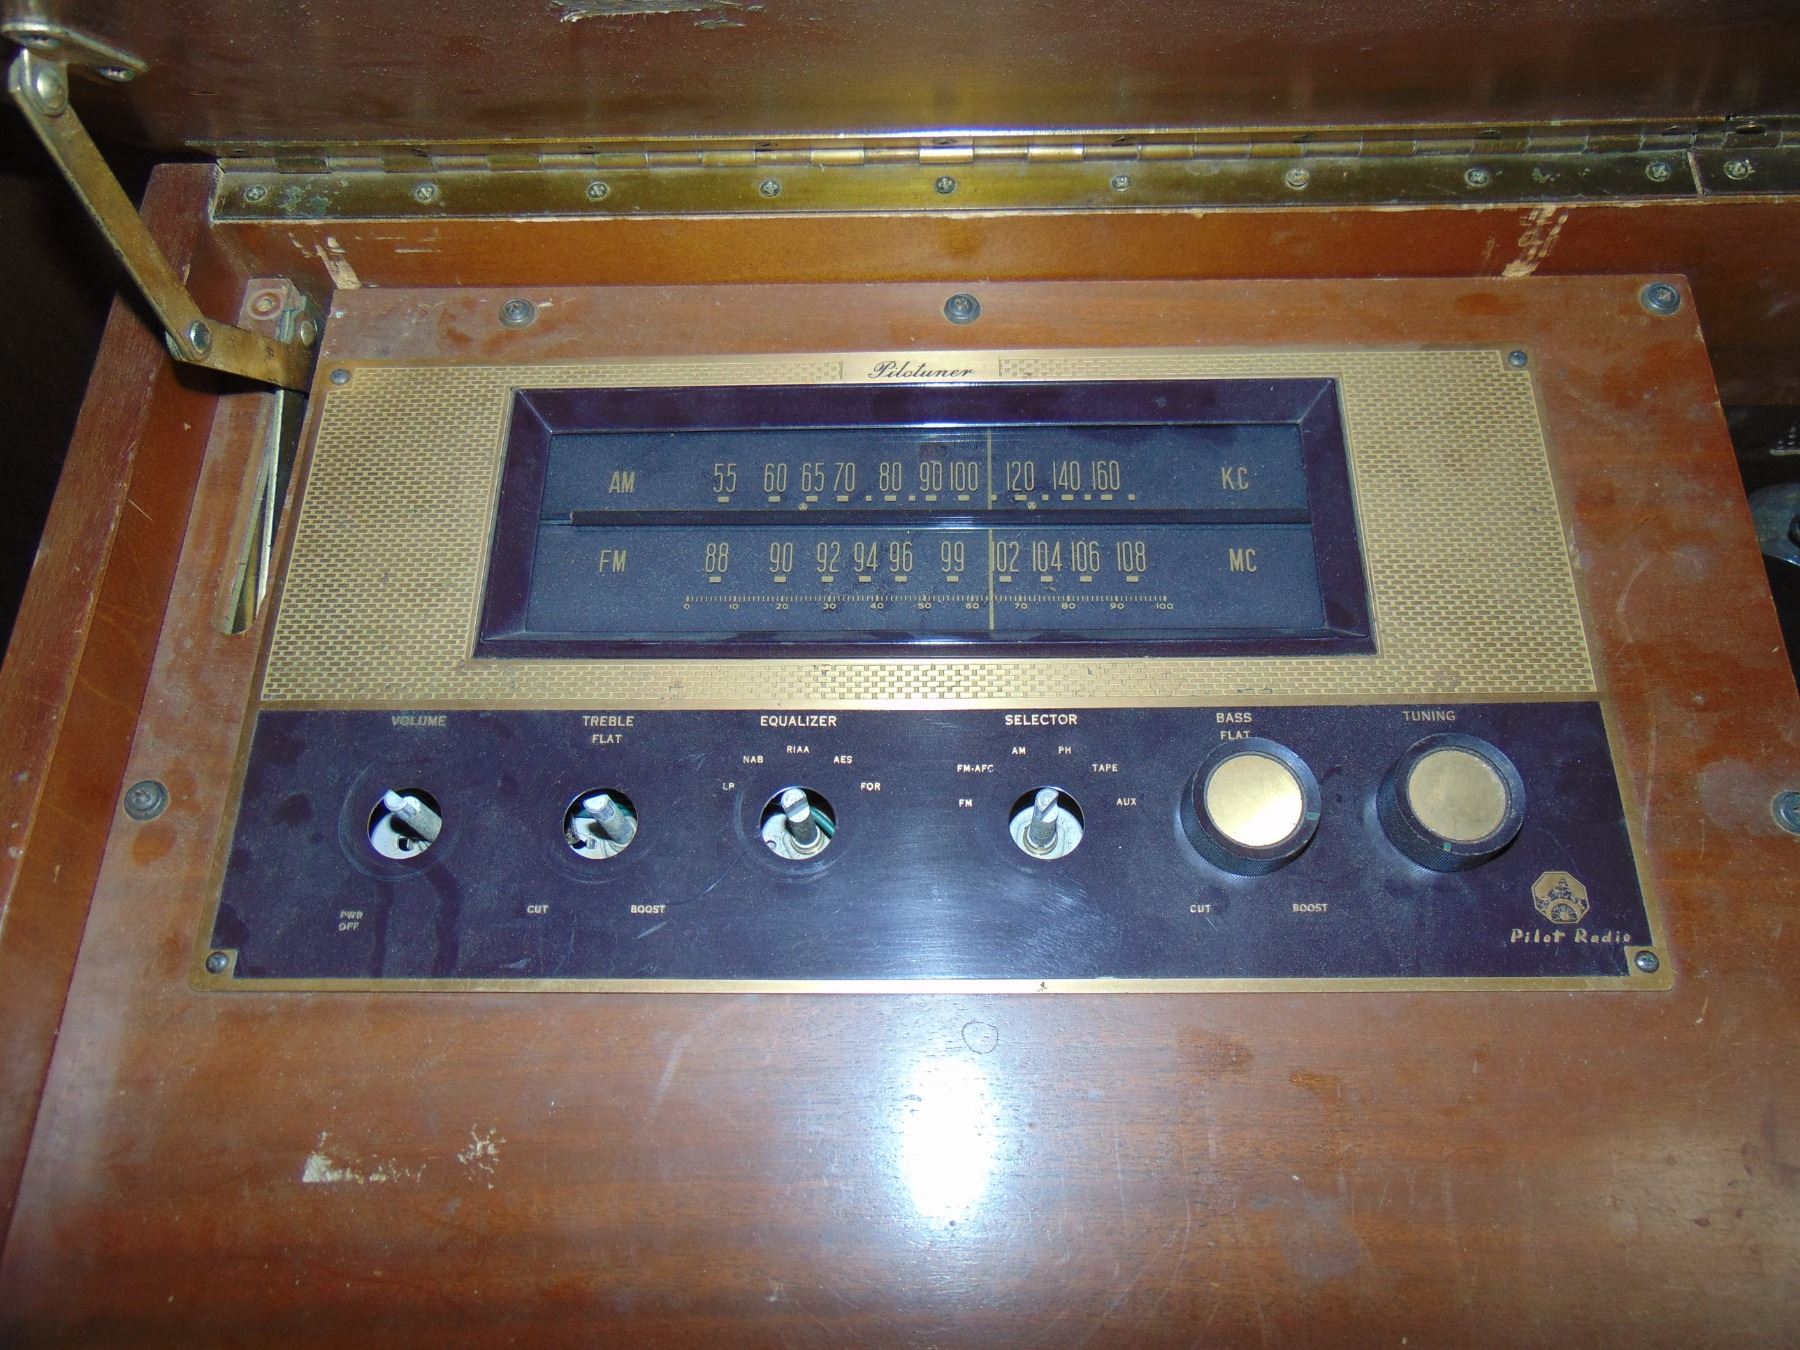 Pilotuner
AM 55 60 65 70 80 90 100 120 140 160 KC
FM 88 90 92 94 96 99 102 104 106 108 MC
0 10 20 30 40 50 60 70 80 90 100
VOLUME TREBLE EQUALIZER SELECTOR BASS TUNING
FLAT FLAT
RIAA AM PH
NAB AES FM-AFC TAPE
LP FOR FM AUX
CUT BOOST CUT BOOST
PWR
OFF
Pilot Radio